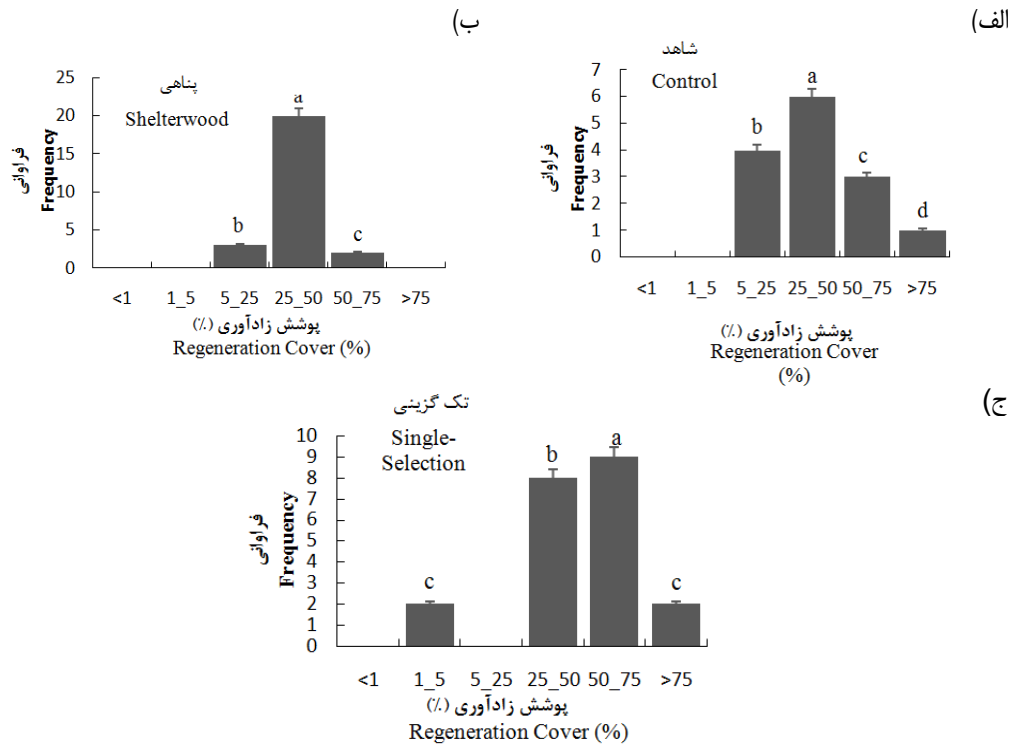 الف)
شاهد
Control
7
6
5
4
3
2
1
0
فراوانی
Frequency
a
b
c
d
<1 1_5 5_25 25_50 50_75 >75
پوشش زادآوری (٪)
Regeneration Cover
(%)
ب)
پناهی
Shelterwood
25
20
15
10
5
0
فراوانی
Frequency
a
b
c
<1 1_5 5_25 25_50 50_75 >75
پوشش زادآوری (٪)
Regeneration Cover (%)
ج)
تک گزینی
Single-
Selection
10
9
8
7
6
5
4
3
2
1
0
فراوانی
Frequency
c
b
a
c
<1 1_5 5_25 25_50 50_75 >75
پوشش زادآوری (٪)
Regeneration Cover (%)